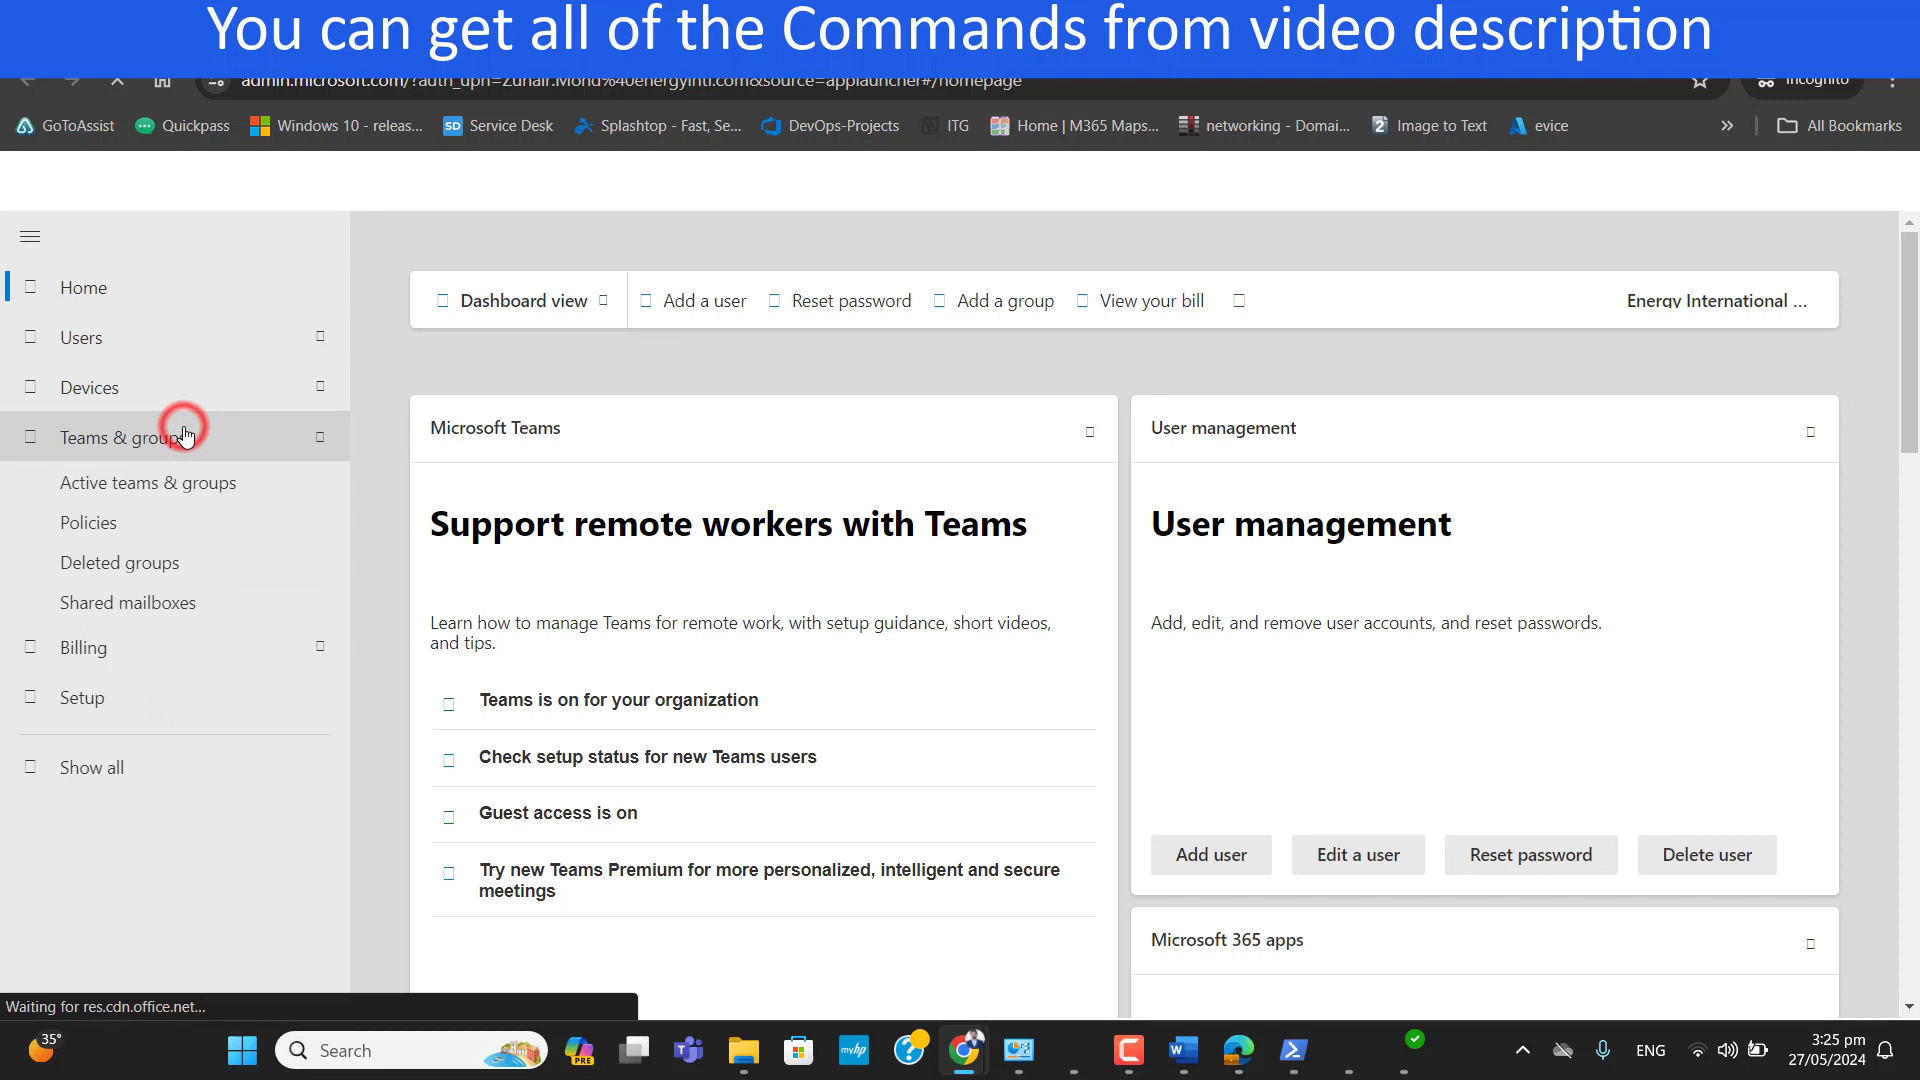 You can get all of the Commands from video description
admin.microsoft.com/?auth_upn=Zuhair.Mohd%40energyintl.com&source=applauncher#/homepage
Incognito
GoToAssist
Quickpass
Windows 10 - releas...
SD Service Desk
Splashtop - Fast, Se...
DevOps-Projects
ITG
Home | M365 Maps...
networking - Domai...
Image to Text
evice
All Bookmarks
Home
Users
Devices
Teams & groups
Active teams & groups
Policies
Deleted groups
Shared mailboxes
Billing
Setup
Show all
Dashboard view
Add a user
Reset password
Add a group
View your bill
Energy International ...
Microsoft Teams
Support remote workers with Teams
Learn how to manage Teams for remote work, with setup guidance, short videos,
and tips.
Teams is on for your organization
Check setup status for new Teams users
Guest access is on
Try new Teams Premium for more personalized, intelligent and secure
meetings
User management
User management
Add, edit, and remove user accounts, and reset passwords.
Add user
Edit a user
Reset password
Delete user
Microsoft 365 apps
Waiting for res.cdn.office.net...
35°
Search
PRE
myhp
ENG
3:25 pm
27/05/2024